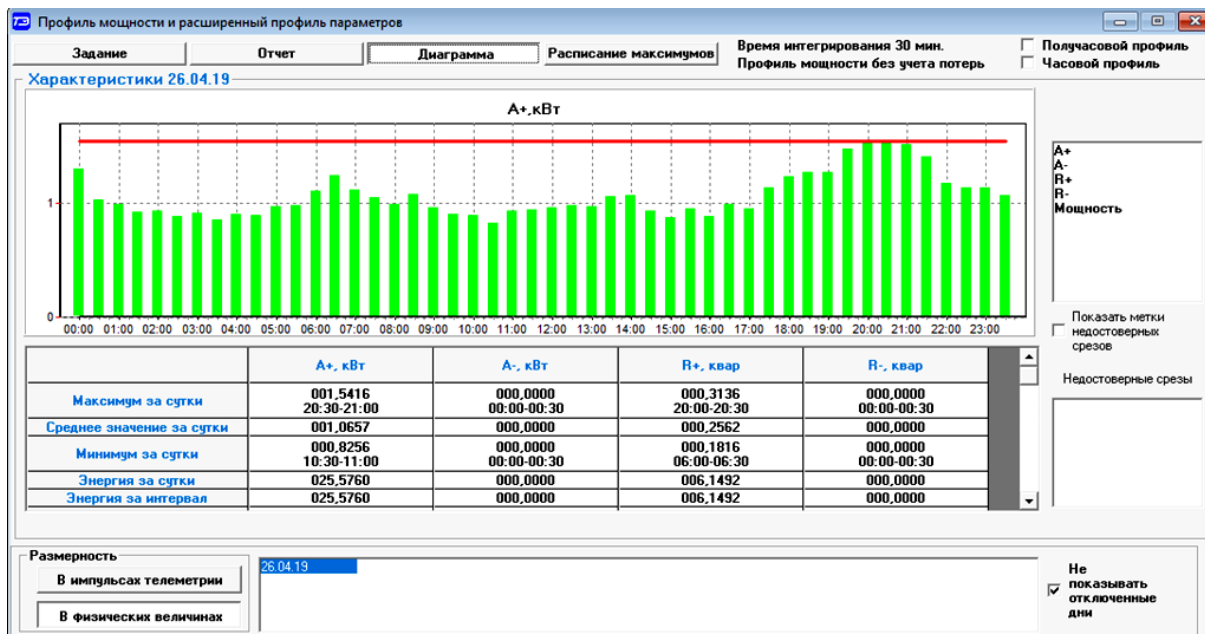 ТЭ Профиль мощности и расширенный профиль параметров
Задание
Отчет
Диаграмма
Расписание максимумов
Время интегрирования 30 мин.
Профиль мощности без учета потерь
Получасовой профиль
Часовой профиль
Характеристики 26.04.19
A+,кВт
1
0
00:00 01:00 02:00 03:00 04:00 05:00 06:00 07:00 08:00 09:00 10:00 11:00 12:00 13:00 14:00 15:00 16:00 17:00 18:00 19:00 20:00 21:00 22:00 23:00
A+
A-
R+
R-
Мощность
Показать метки
недостоверных
срезов
Недостоверные срезы
A+, кВт A-, кВт R+, квар R-, квар
Максимум за сутки 001,5416 000,0000 000,3136 000,0000
20:30-21:00 00:00-00:30 20:00-20:30 00:00-00:30
Среднее значение за сутки 001,0657 000,0000 000,2562 000,0000
Минимум за сутки 000,8256 000,0000 000,1816 000,0000
10:30-11:00 00:00-00:30 06:00-06:30 00:00-00:30
Энергия за сутки 025,5760 000,0000 006,1492 000,0000
Энергия за интервал 025,5760 000,0000 006,1492 000,0000
Размерность
В импульсах телеметрии
В физических величинах
26.04.19
Не
показывать
отключенные
дни